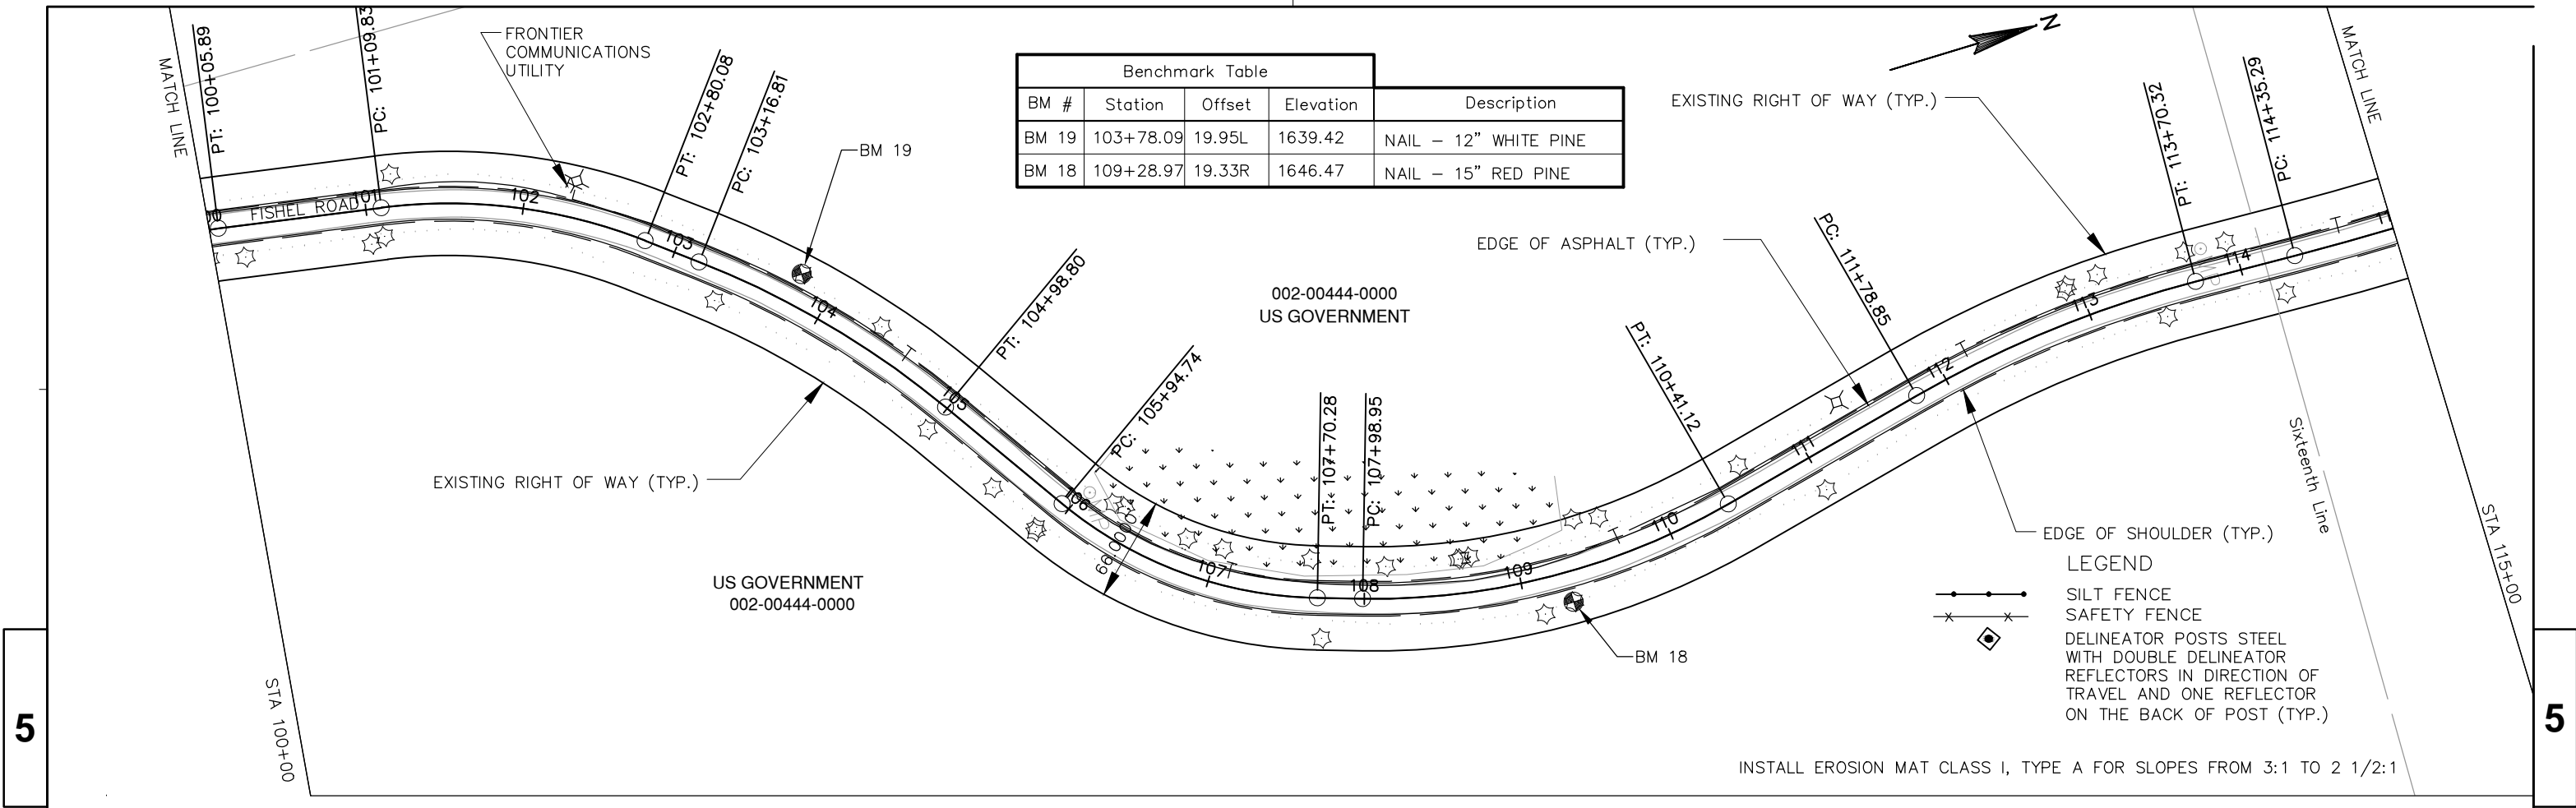 PT: 100+05.89
PC: 101+09.83
FRONTIER
COMMUNICATIONS
UTILITY
PT: 102+80.08
PC: 103+16.81
MATCH LINE
BM 19
Benchmark Table
BM # Station Offset Elevation Description
BM 19 103+78.09 19.95L 1639.42 NAIL – 12" WHITE PINE
BM 18 109+28.97 19.33R 1646.47 NAIL – 15" RED PINE
N
EXISTING RIGHT OF WAY (TYP.)
MATCH LINE
PT: 113+70.32
PC: 114+35.29
FISHEL ROAD
101
102
103
104
105
106
107
108
109
110
111
112
113
114
EDGE OF ASPHALT (TYP.)
PC: 111+78.85
PT: 104+98.80
002-00444-0000
US GOVERNMENT
PT: 110+41.12
PC: 105+94.74
PT: 107+70.28
PC: 107+98.95
EXISTING RIGHT OF WAY (TYP.)
66.00
Sixteenth Line
STA 115+00
EDGE OF SHOULDER (TYP.)
US GOVERNMENT
002-00444-0000
BM 18
LEGEND
SILT FENCE
SAFETY FENCE
DELINEATOR POSTS STEEL
WITH DOUBLE DELINEATOR
REFLECTORS IN DIRECTION OF
TRAVEL AND ONE REFLECTOR
ON THE BACK OF POST (TYP.)
STA 100+00
5
5
INSTALL EROSION MAT CLASS I, TYPE A FOR SLOPES FROM 3:1 TO 2 1/2:1